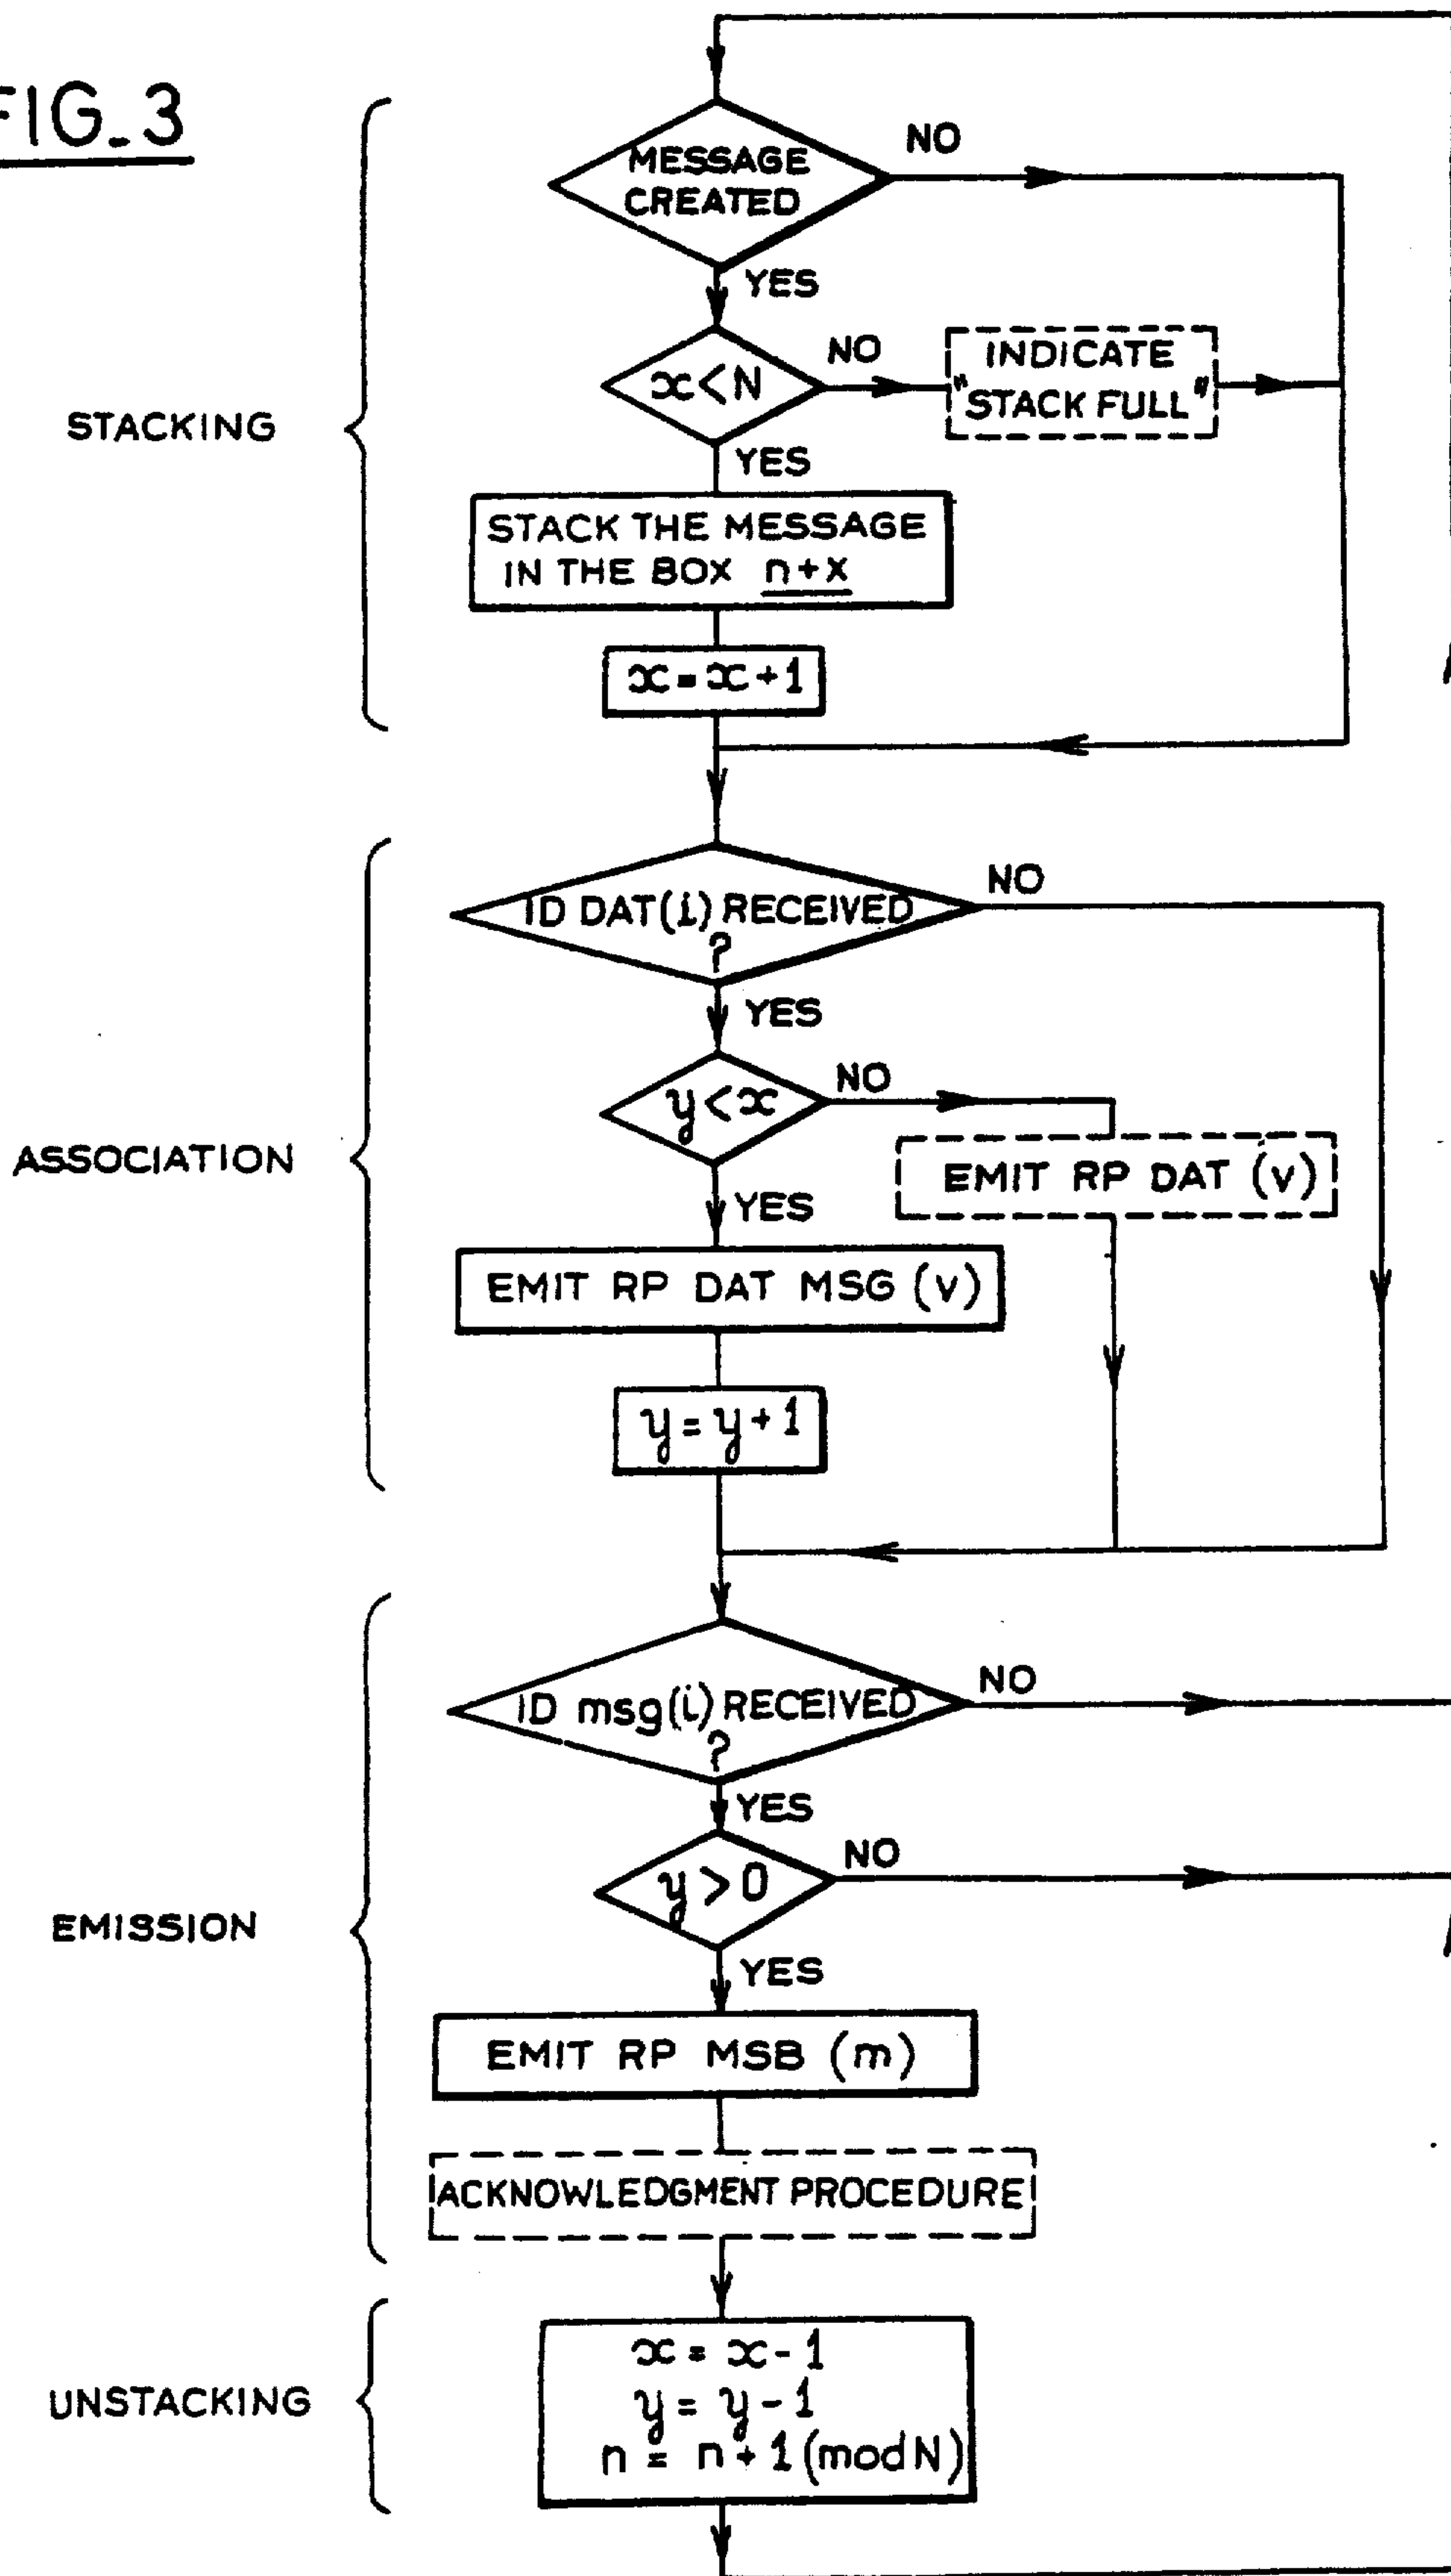 FIG_3
MESSAGE
CREATED
NO
YES
x<N
NO
INDICATE
"STACK FULL"
STACKING
YES
STACK THE MESSAGE
IN THE BOX n+x
x=x+1
ID DAT(i) RECEIVED
?
NO
YES
y<x
NO
ASSOCIATION
EMIT RP DAT (v)
YES
EMIT RP DAT MSG (v)
y=y+1
ID msg(i) RECEIVED
?
NO
YES
y>0
NO
EMISSION
YES
EMIT RP MSB (m)
ACKNOWLEDGMENT PROCEDURE
UNSTACKING
x = x-1
y = y-1
n = n+1(modN)